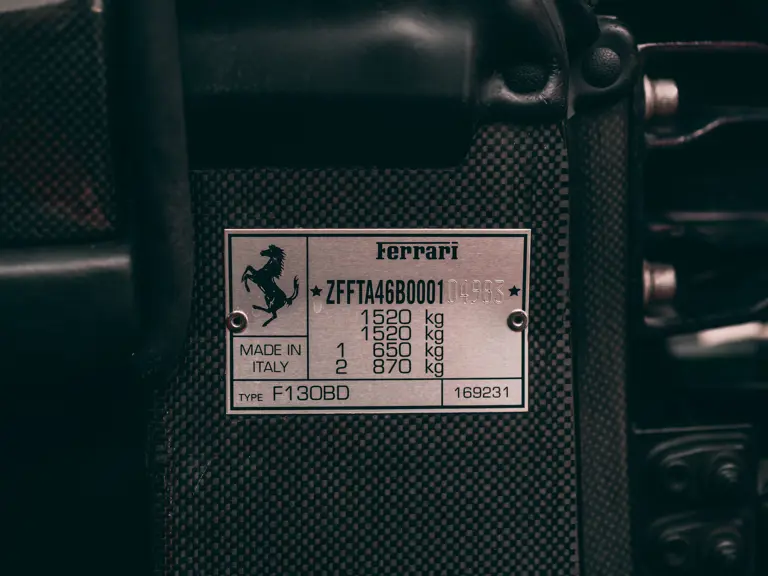 Ferrari
★ ZFFTA46B0001 ★
1520 kg
1520 kg
1 650 kg
2 870 kg
MADE IN
ITALY
TYPE F130BD
169231